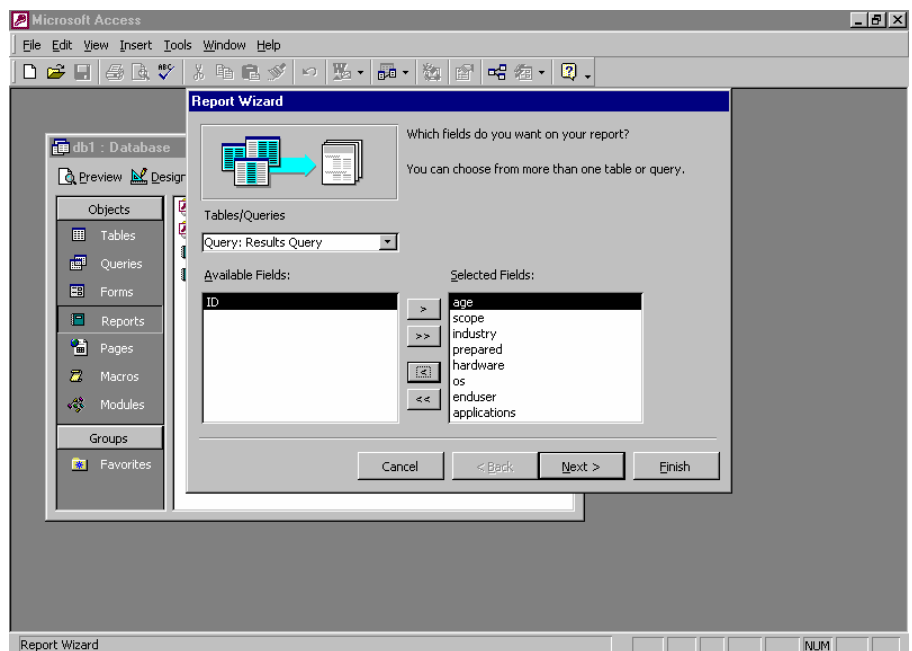 Microsoft Access
File Edit View Insert Tools Window Help
ABC
Report Wizard
Which fields do you want on your report?
You can choose from more than one table or query.
db1 : Database
Preview Desigr
Objects
Tables
Queries
Forms
Reports
Pages
Macros
Modules
Groups
Favorites
Tables/Queries
Query: Results Query
Available Fields:
ID
>
>>
<
<<
Selected Fields:
age
scope
industry
prepared
hardware
os
enduser
applications
Cancel < Back Next > Finish
Report Wizard NUM